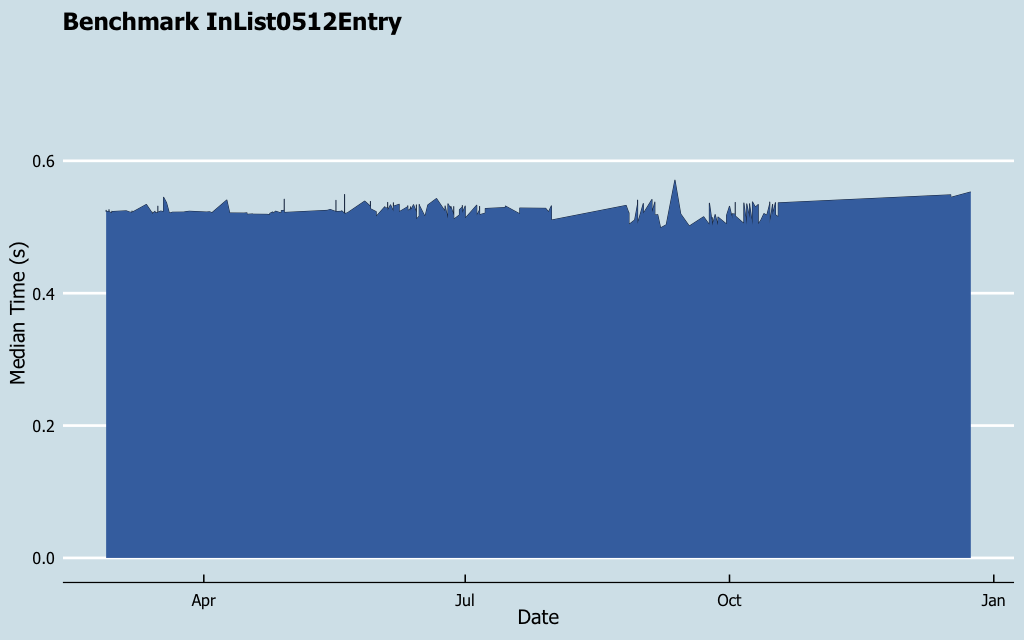 Benchmark InList0512Entry
Median Time (s)
0.6
0.4
0.2
0.0
Apr
Jul
Oct
Jan
Date